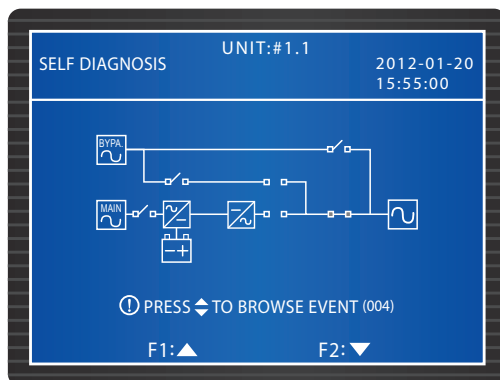 UNIT:#1.1
SELF DIAGNOSIS
2012-01-20
15:55:00
BYPA.
MAIN
PRESS TO BROWSE EVENT (004)
F1: F2: